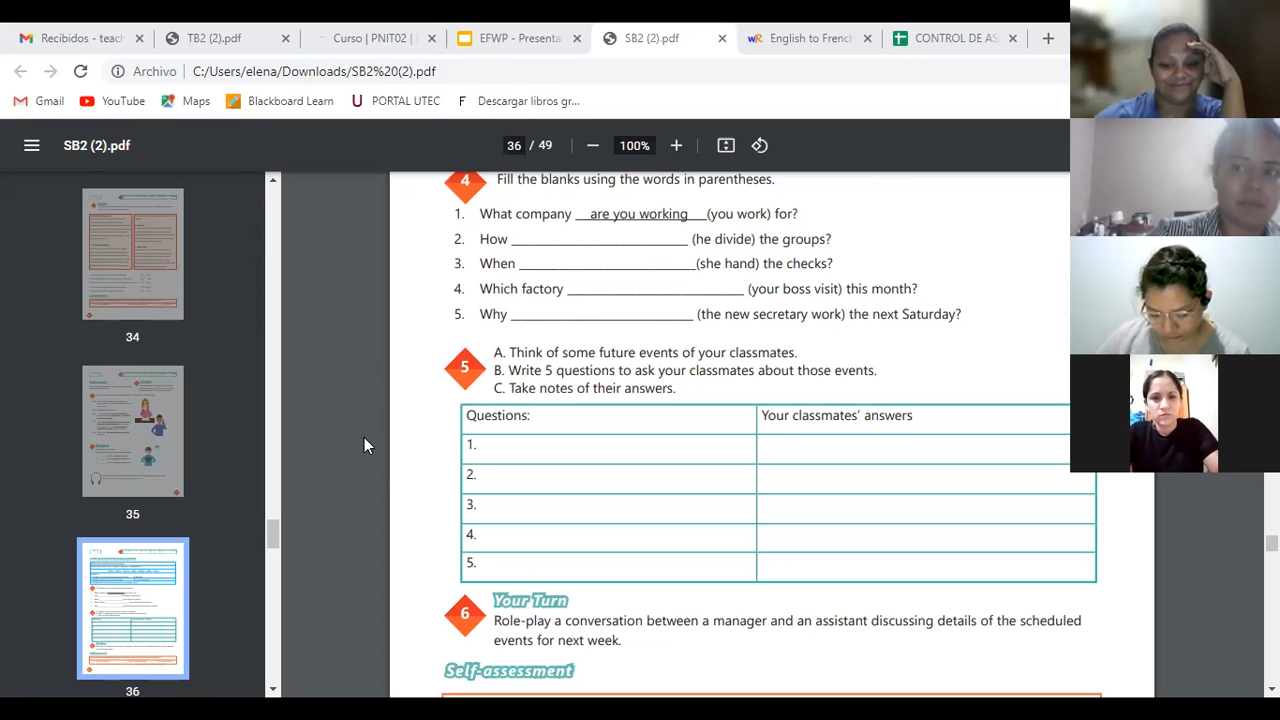 Recibidos - teach
TB2 (2).pdf
Curso | PNIT02 |
EFWP - Presenta
SB2 (2).pdf
English to Frencl
CONTROL DE AS
Archivo
C:/Users/elena/Downloads/SB2%20(2).pdf
Gmail
YouTube
Maps
Blackboard Learn
PORTAL UTEC
Descargar libros gr...
SB2 (2).pdf
36 / 49
100%
4 Fill the blanks using the words in parentheses.
1. What company __are you working__(you work) for?
2. How ______________________ (he divide) the groups?
3. When ______________________(she hand) the checks?
4. Which factory ______________________ (your boss visit) this month?
5. Why ______________________ (the new secretary work) the next Saturday?
34
5
A. Think of some future events of your classmates.
B. Write 5 questions to ask your classmates about those events.
C. Take notes of their answers.
Questions:
Your classmates' answers
1.
2.
3.
4.
5.
35
6
Your Turn
Role-play a conversation between a manager and an assistant discussing details of the scheduled
events for next week.
Self-assessment
36